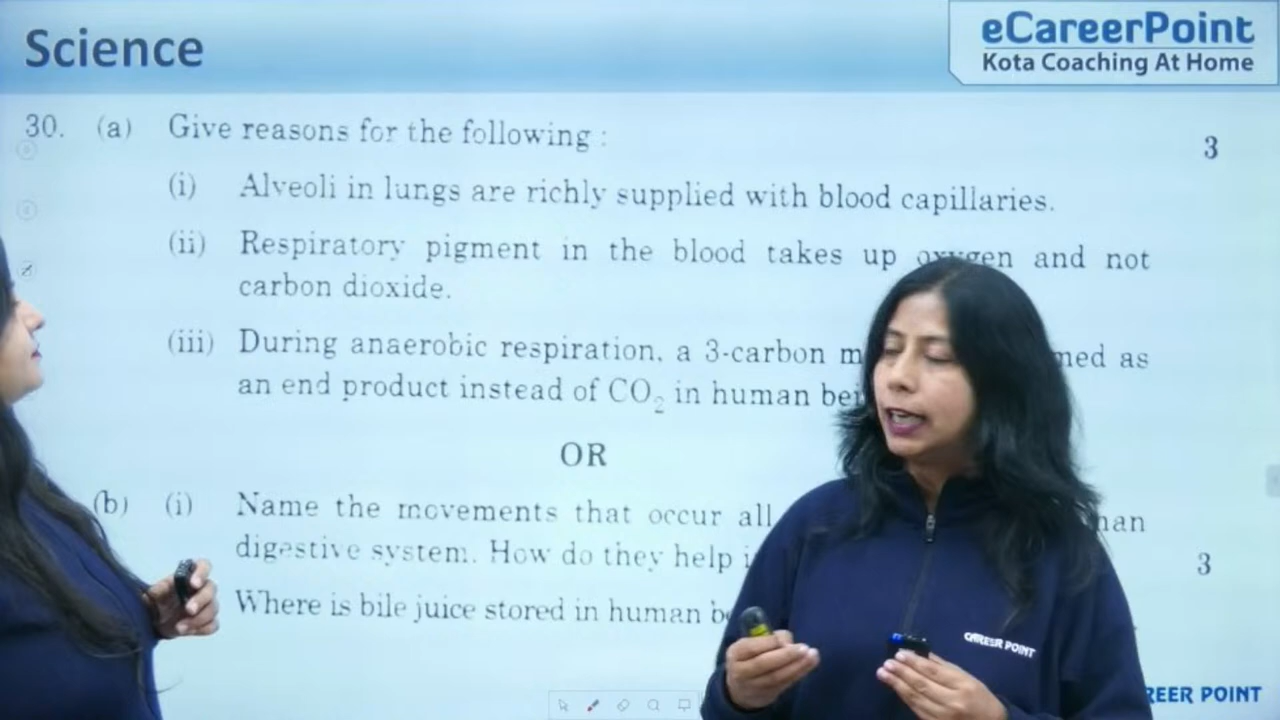 Science
eCareerPoint
Kota Coaching At Home
30. (a) Give reasons for the following :
3
(i) Alveoli in lungs are richly supplied with blood capillaries.
(ii) Respiratory pigment in the blood takes up oxygen and not
carbon dioxide.
(iii) During anaerobic respiration, a 3-carbon as
an end product instead of CO₂ in human
OR
(b) (i) Name the movements that occur all
digestive system. How do they help
3
Where is bile juice stored in human
CAREER POINT
POINT